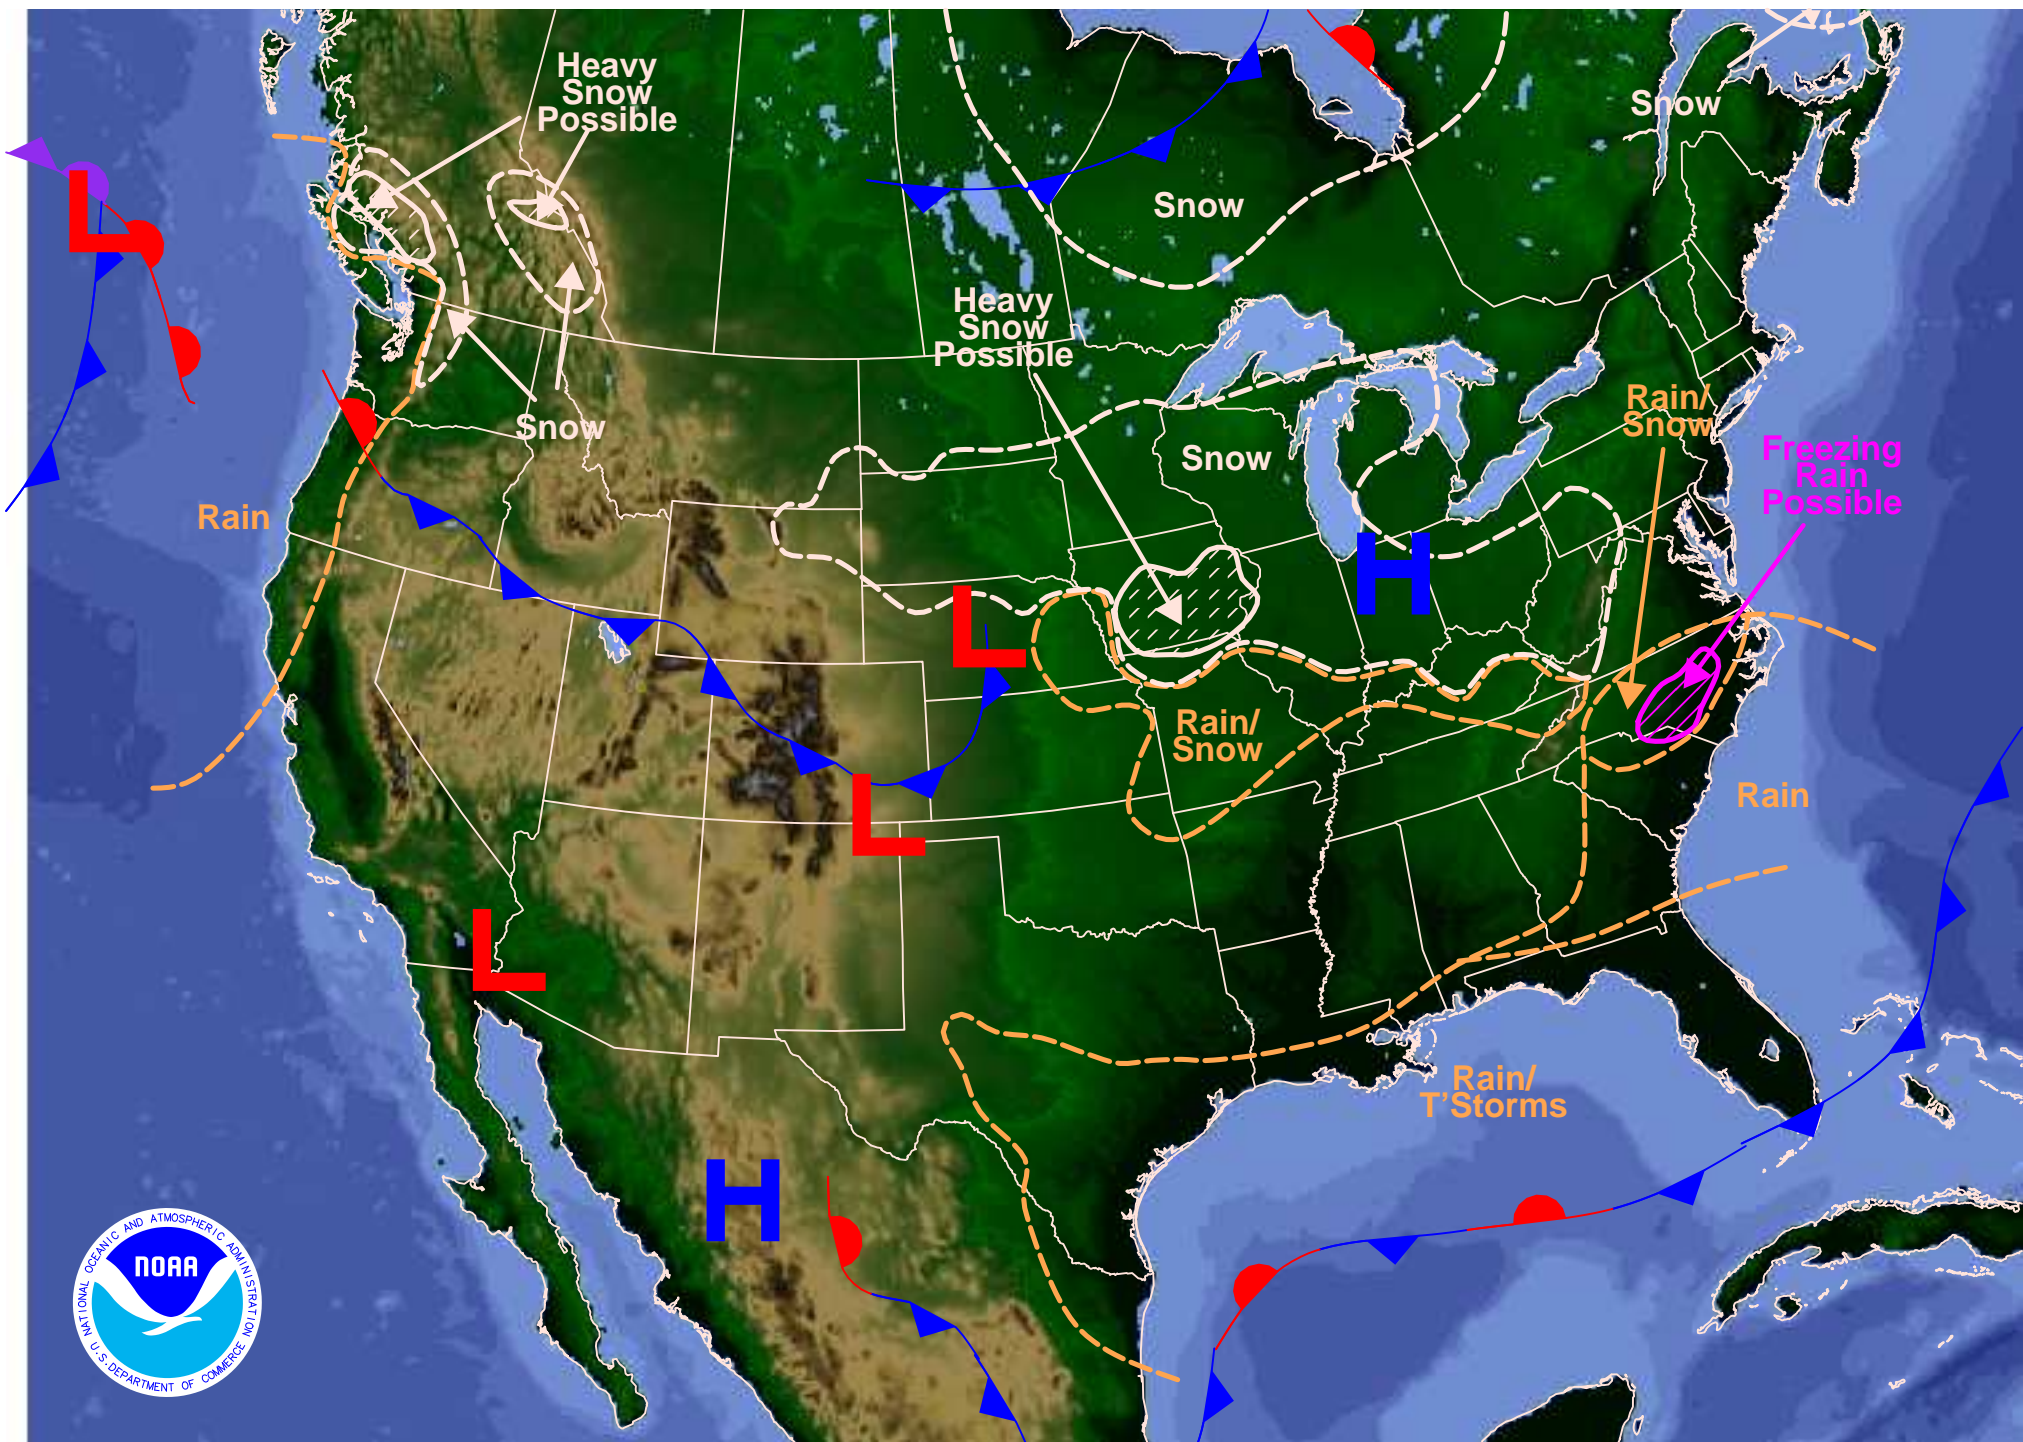 Heavy
Snow
Possible
Snow
Snow
Heavy
Snow
Possible
L
Rain/
Snow
Snow
Snow
Freezing
Rain
Possible
Rain
H
L
Rain/
Snow
Rain
L
L
Rain/
T'Storms
H
NATIONAL OCEANIC AND ATMOSPHERIC ADMINISTRATION
NOAA
U.S. DEPARTMENT OF COMMERCE